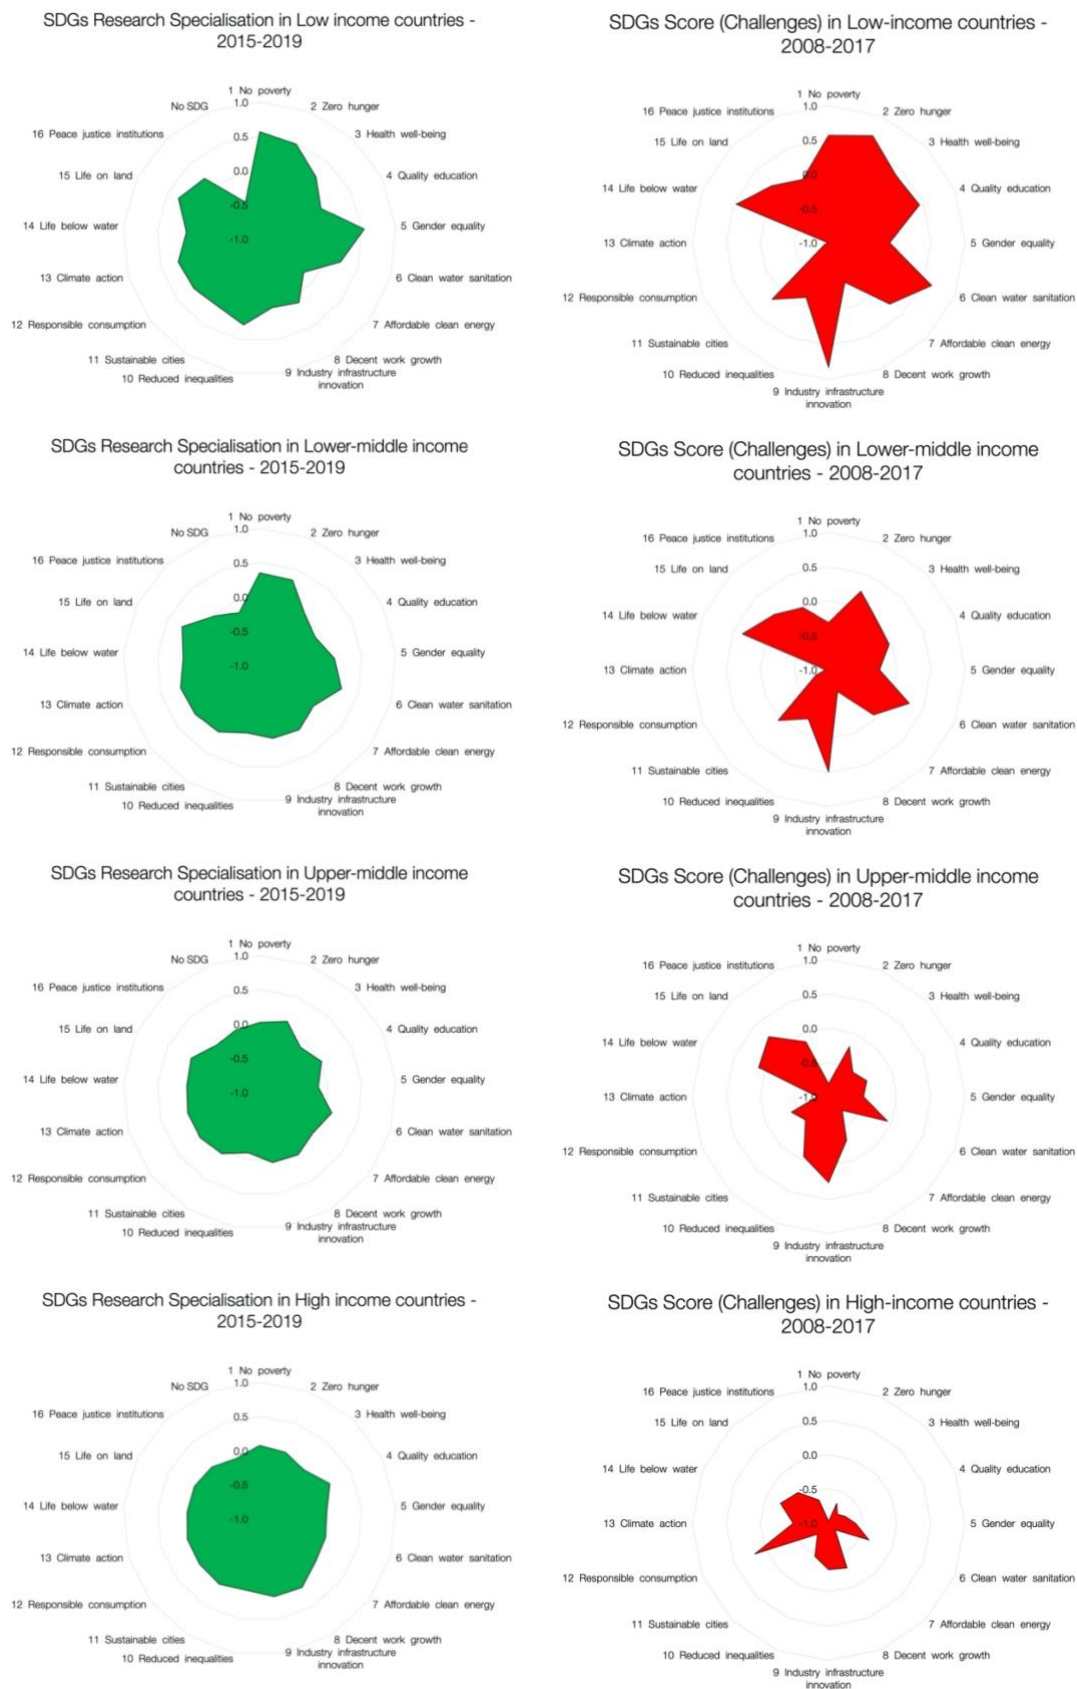 SDGs Research Specialisation in Low income countries -
2015-2019
1 No poverty
1.0
No SDG
2 Zero hunger
16 Peace justice institutions
3 Health well-being
0.5
15 Life on land
0.0
4 Quality education
-0.5
14 Life below water
5 Gender equality
-1.0
13 Climate action
6 Clean water sanitation
12 Responsible consumption
7 Affordable clean energy
11 Sustainable cities
8 Decent work growth
10 Reduced inequalities
9 Industry infrastructure
innovation
SDGs Score (Challenges) in Low-income countries -
2008-2017
1 No poverty
1.0
16 Peace justice institutions
2 Zero hunger
15 Life on land
0.5
3 Health well-being
0.0
14 Life below water
4 Quality education
-0.5
13 Climate action
-1.0
5 Gender equality
12 Responsible consumption
6 Clean water sanitation
11 Sustainable cities
7 Affordable clean energy
10 Reduced inequalities
8 Decent work growth
9 Industry infrastructure
innovation
SDGs Research Specialisation in Lower-middle income
countries - 2015-2019
1 No poverty
1.0
No SDG
2 Zero hunger
16 Peace justice institutions
3 Health well-being
0.5
15 Life on land
0.0
4 Quality education
-0.5
14 Life below water
5 Gender equality
-1.0
13 Climate action
6 Clean water sanitation
12 Responsible consumption
7 Affordable clean energy
11 Sustainable cities
8 Decent work growth
10 Reduced inequalities
9 Industry infrastructure
innovation
SDGs Score (Challenges) in Lower-middle income
countries - 2008-2017
1 No poverty
1.0
16 Peace justice institutions
2 Zero hunger
15 Life on land
0.5
3 Health well-being
0.0
14 Life below water
4 Quality education
-0.5
13 Climate action
-1.0
5 Gender equality
12 Responsible consumption
6 Clean water sanitation
11 Sustainable cities
7 Affordable clean energy
10 Reduced inequalities
8 Decent work growth
9 Industry infrastructure
innovation
SDGs Research Specialisation in Upper-middle income
countries - 2015-2019
1 No poverty
1.0
No SDG
2 Zero hunger
16 Peace justice institutions
3 Health well-being
0.5
15 Life on land
0.0
4 Quality education
-0.5
14 Life below water
5 Gender equality
-1.0
13 Climate action
6 Clean water sanitation
12 Responsible consumption
7 Affordable clean energy
11 Sustainable cities
8 Decent work growth
10 Reduced inequalities
9 Industry infrastructure
innovation
SDGs Score (Challenges) in Upper-middle income
countries - 2008-2017
1 No poverty
1.0
16 Peace justice institutions
2 Zero hunger
15 Life on land
0.5
3 Health well-being
0.0
14 Life below water
4 Quality education
-0.5
13 Climate action
-1.0
5 Gender equality
12 Responsible consumption
6 Clean water sanitation
11 Sustainable cities
7 Affordable clean energy
10 Reduced inequalities
8 Decent work growth
9 Industry infrastructure
innovation
SDGs Research Specialisation in High income countries -
2015-2019
1 No poverty
1.0
No SDG
2 Zero hunger
16 Peace justice institutions
3 Health well-being
0.5
15 Life on land
0.0
4 Quality education
-0.5
14 Life below water
5 Gender equality
-1.0
13 Climate action
6 Clean water sanitation
12 Responsible consumption
7 Affordable clean energy
11 Sustainable cities
8 Decent work growth
10 Reduced inequalities
9 Industry infrastructure
innovation
SDGs Score (Challenges) in High-income countries -
2008-2017
1 No poverty
1.0
16 Peace justice institutions
2 Zero hunger
15 Life on land
0.5
3 Health well-being
0.0
14 Life below water
4 Quality education
-0.5
13 Climate action
-1.0
5 Gender equality
12 Responsible consumption
6 Clean water sanitation
11 Sustainable cities
7 Affordable clean energy
10 Reduced inequalities
8 Decent work growth
9 Industry infrastructure
innovation